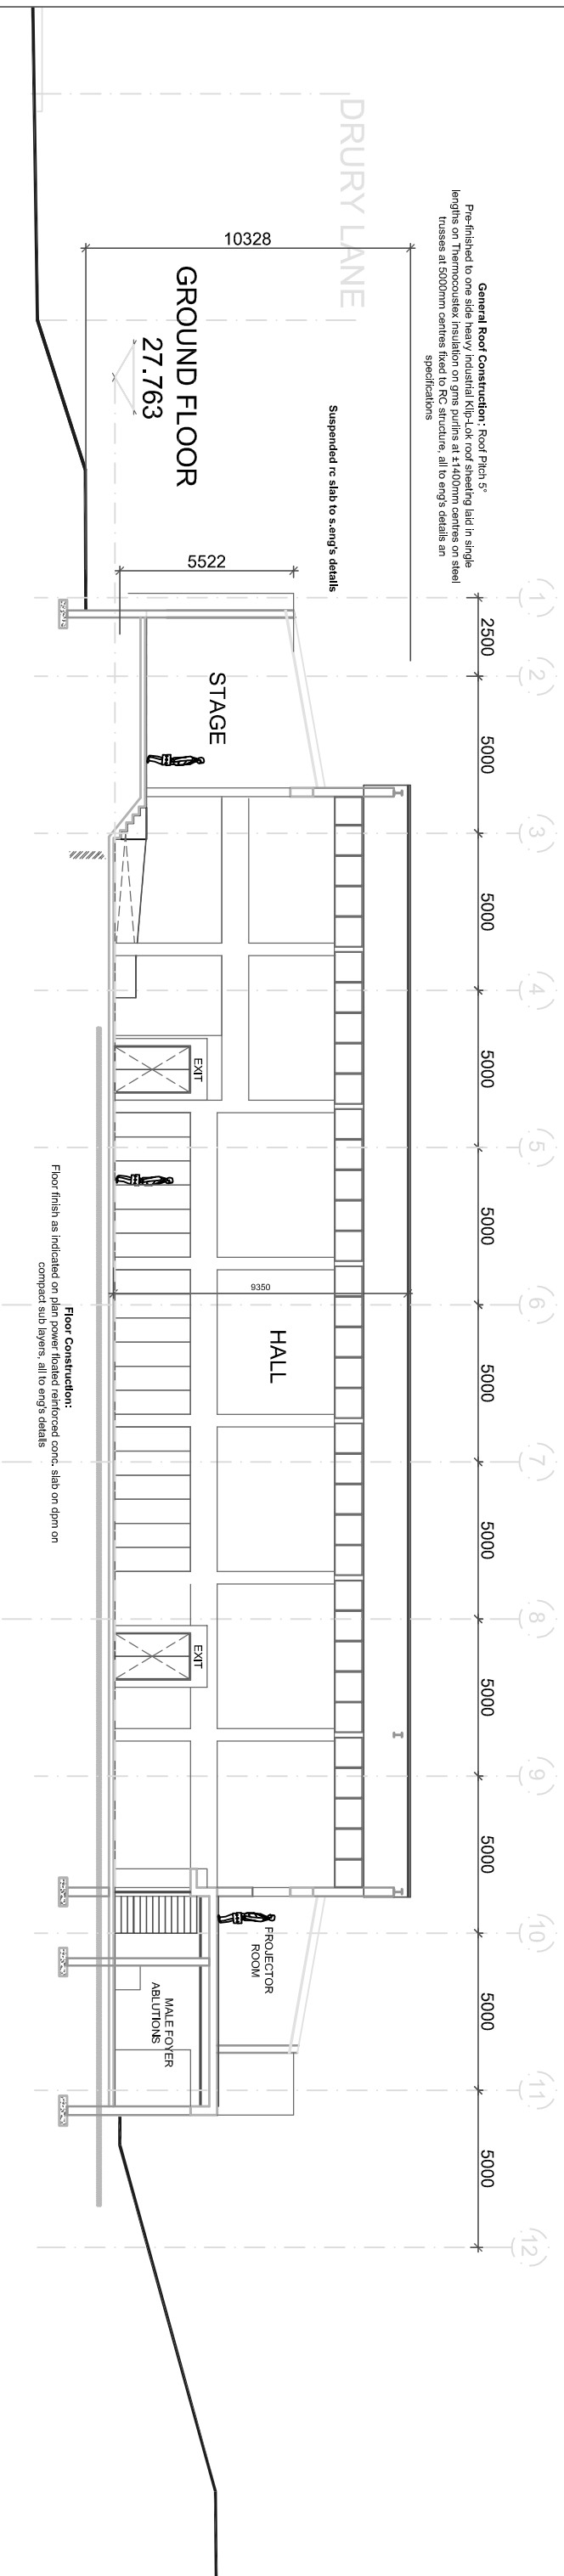 General Roof Construction; Roof Pitch 5°
Pre-finished to one side heavy industrial Klip-Lok roof sheeting laid in single
lengths on Thermocoustex insulation on gms purlins at ±1400mm centres on steel
trusses at 5000mm centres fixed to RC structure, all to eng's details an
specifications
DRURY LANE
10328
GROUND FLOOR
27.763
Suspended rc slab to s.eng's details
5522
1
2
3
4
5
6
7
8
9
10
11
12
2500
5000
5000
5000
5000
5000
5000
5000
5000
5000
5000
STAGE
EXIT
9350
HALL
EXIT
PROJECTOR
ROOM
MALE FOYER
ABLUTIONS
Floor Construction:
Floor finish as indicated on plan power floated reinforced conc. slab on dpm on
compact sub layers, all to eng's details